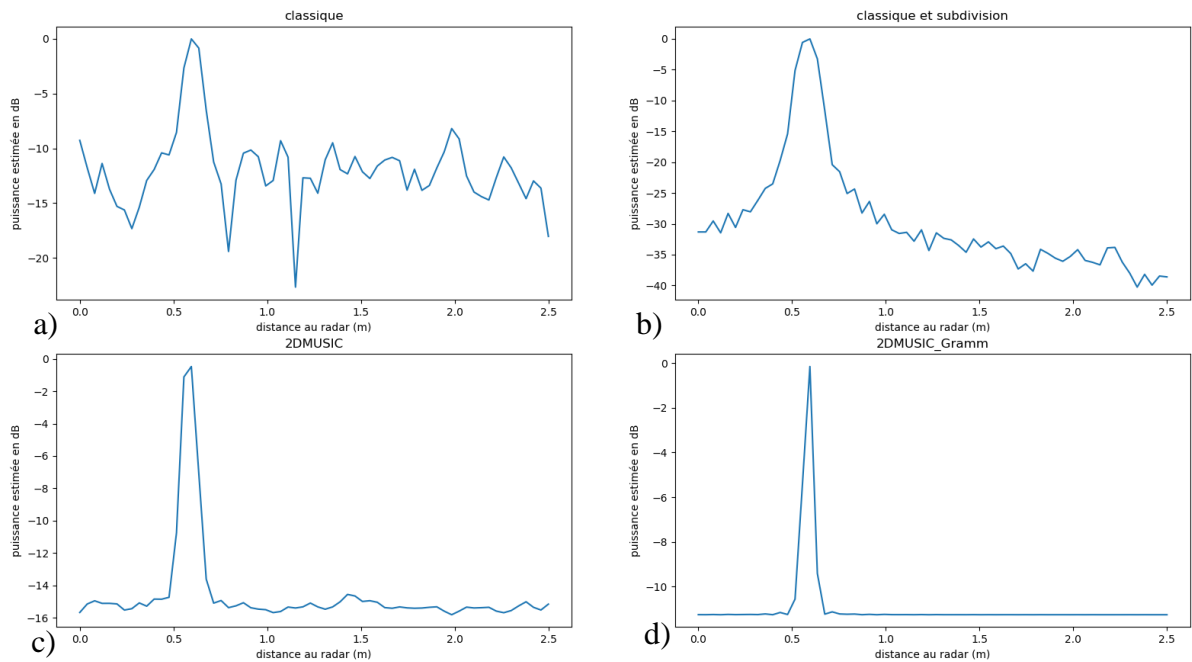 classique
0
−5
−10
−15
−20
puissance estimée en dB
0.0 0.5 1.0 1.5 2.0 2.5
distance au radar (m)
a)
classique et subdivision
0
−5
−10
−15
−20
−25
−30
−35
−40
puissance estimée en dB
0.0 0.5 1.0 1.5 2.0 2.5
distance au radar (m)
b)
2DMUSIC
0
−2
−4
−6
−8
−10
−12
−14
−16
puissance estimée en dB
0.0 0.5 1.0 1.5 2.0 2.5
distance au radar (m)
c)
2DMUSIC_Gramm
0
−2
−4
−6
−8
−10
puissance estimée en dB
0.0 0.5 1.0 1.5 2.0 2.5
distance au radar (m)
d)